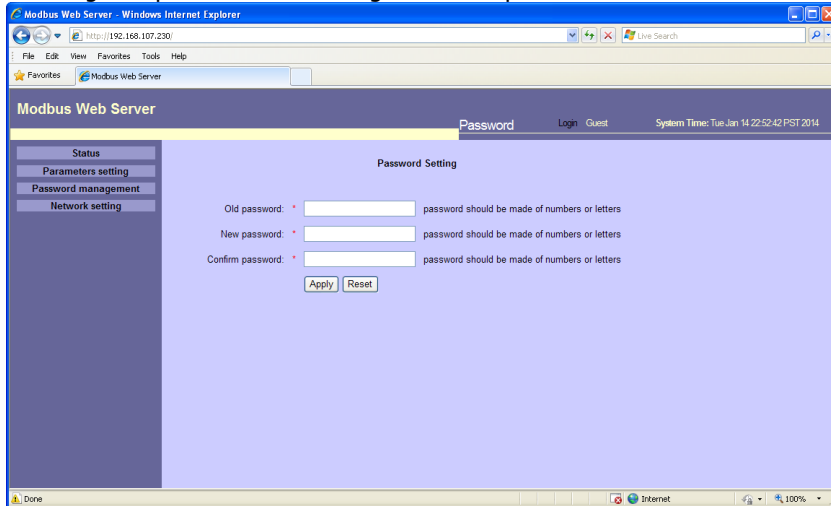 Modbus Web Server - Windows Internet Explorer
http://192.168.107.230/
Live Search
File Edit View Favorites Tools Help
Favorites Modbus Web Server
Modbus Web Server
Password Login Guest System Time: Tue Jan 14 22:52:42 PST 2014
Status
Parameters setting
Password management
Network setting
Password Setting
Old password: * password should be made of numbers or letters
New password: * password should be made of numbers or letters
Confirm password: * password should be made of numbers or letters
Apply Reset
Done Internet 100%